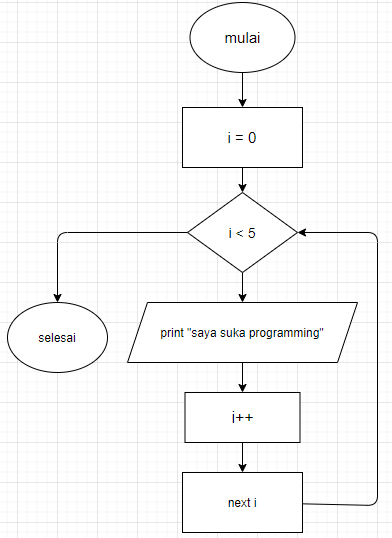 mulai
i = 0
i < 5
selesai
print "saya suka programming"
i++
next i